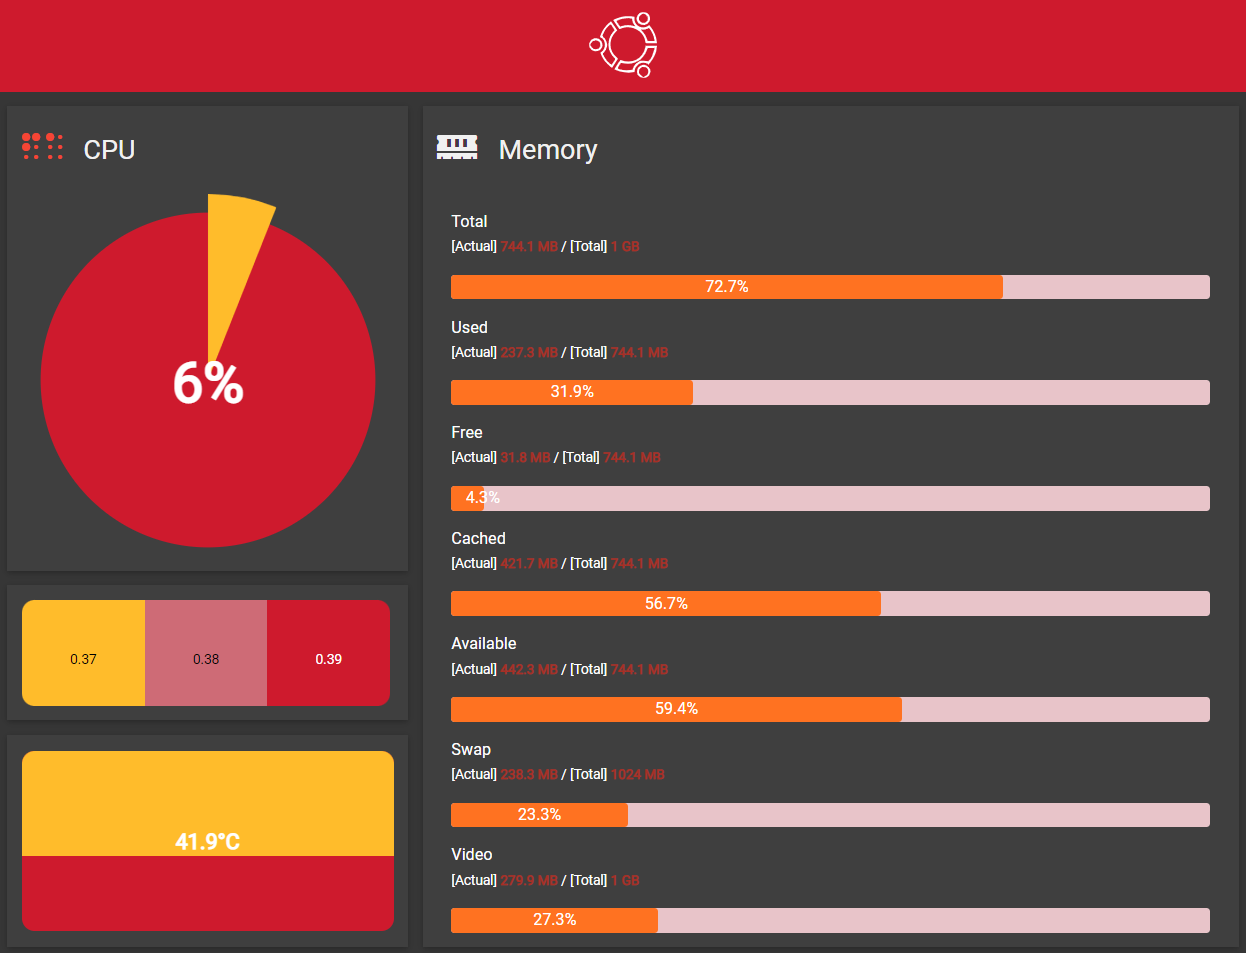 CPU
6%
0.37
0.38
0.39
41.9°C
Memory
Total
[Actual] 744.1 MB / [Total] 1 GB
72.7%
Used
[Actual] 237.3 MB / [Total] 744.1 MB
31.9%
Free
[Actual] 31.8 MB / [Total] 744.1 MB
4.3%
Cached
[Actual] 421.7 MB / [Total] 744.1 MB
56.7%
Available
[Actual] 442.3 MB / [Total] 744.1 MB
59.4%
Swap
[Actual] 238.3 MB / [Total] 1024 MB
23.3%
Video
[Actual] 279.9 MB / [Total] 1 GB
27.3%